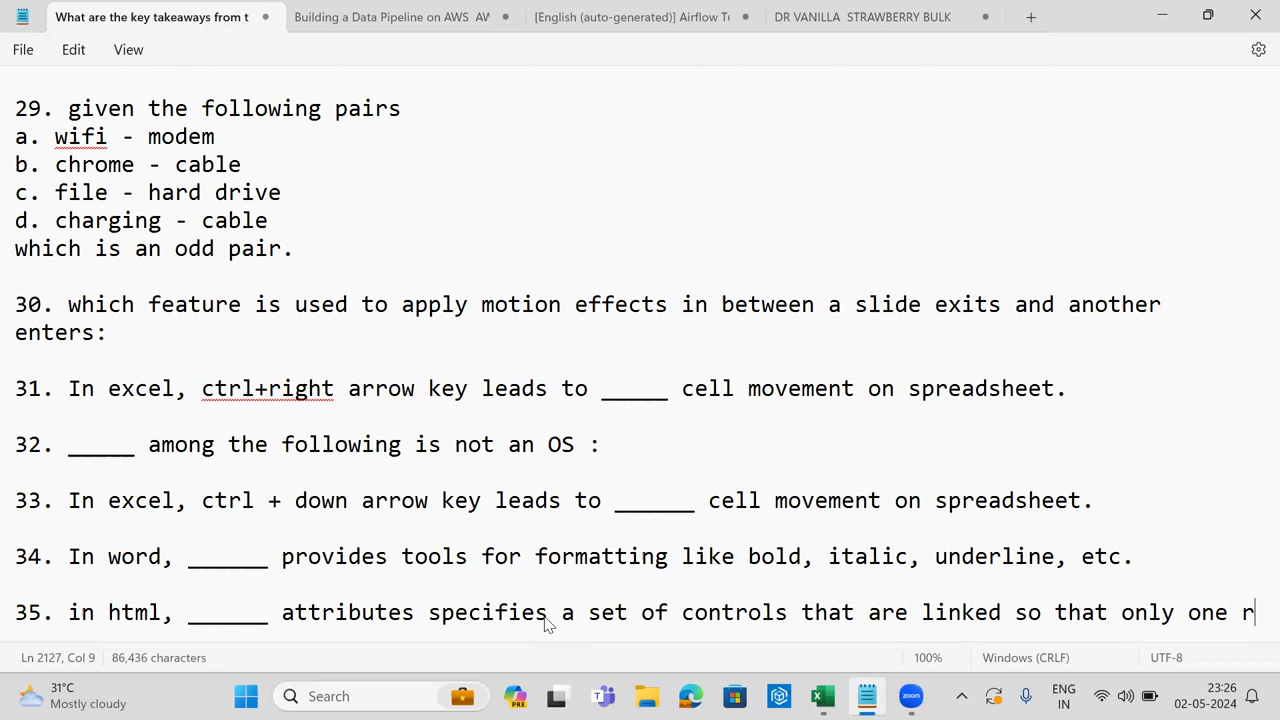 What are the key takeaways from t
Building a Data Pipeline on AWS AW
[English (auto-generated)] Airflow Tu
DR VANILLA STRAWBERRY BULK
File Edit View
29. given the following pairs
a. wifi - modem
b. chrome - cable
c. file - hard drive
d. charging - cable
which is an odd pair.
30. which feature is used to apply motion effects in between a slide exits and another
enters:
31. In excel, ctrl+right arrow key leads to _____ cell movement on spreadsheet.
32. _____ among the following is not an OS :
33. In excel, ctrl + down arrow key leads to ______ cell movement on spreadsheet.
34. In word, ______ provides tools for formatting like bold, italic, underline, etc.
35. in html, ______ attributes specifies a set of controls that are linked so that only one r
Ln 2127, Col 9 86,436 characters 100% Windows (CRLF) UTF-8
31°C
Mostly cloudy
Search
PRE
zoom
ENG
IN
23:26
02-05-2024